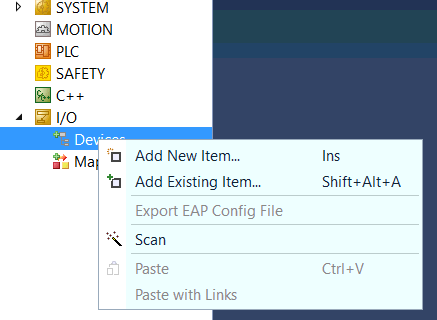 SYSTEM
MOTION
PLC
SAFETY
C++
I/O
Devices
Map
Add New Item... Ins
Add Existing Item... Shift+Alt+A
Export EAP Config File
Scan
Paste Ctrl+V
Paste with Links